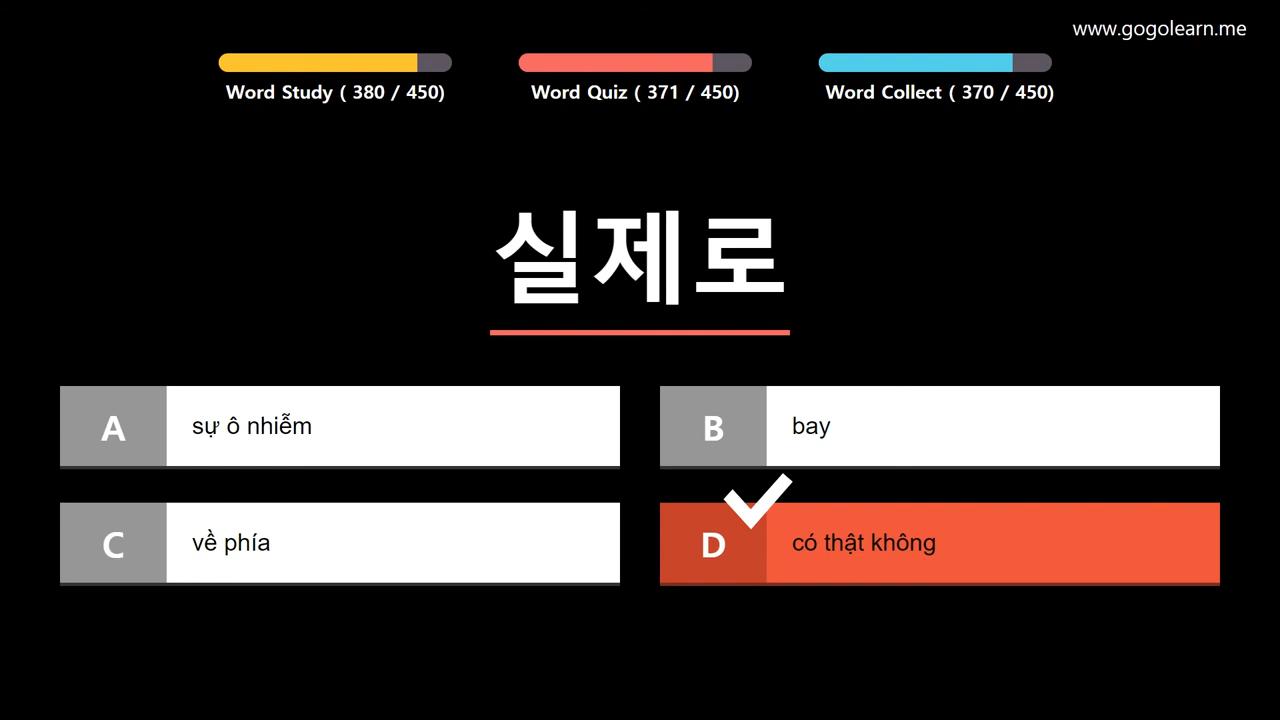 www.gogolearn.me
Word Study ( 380 / 450)
Word Quiz ( 371 / 450)
Word Collect ( 370 / 450)
실제로
A sự ô nhiễm
B bay
C về phía
D có thật không